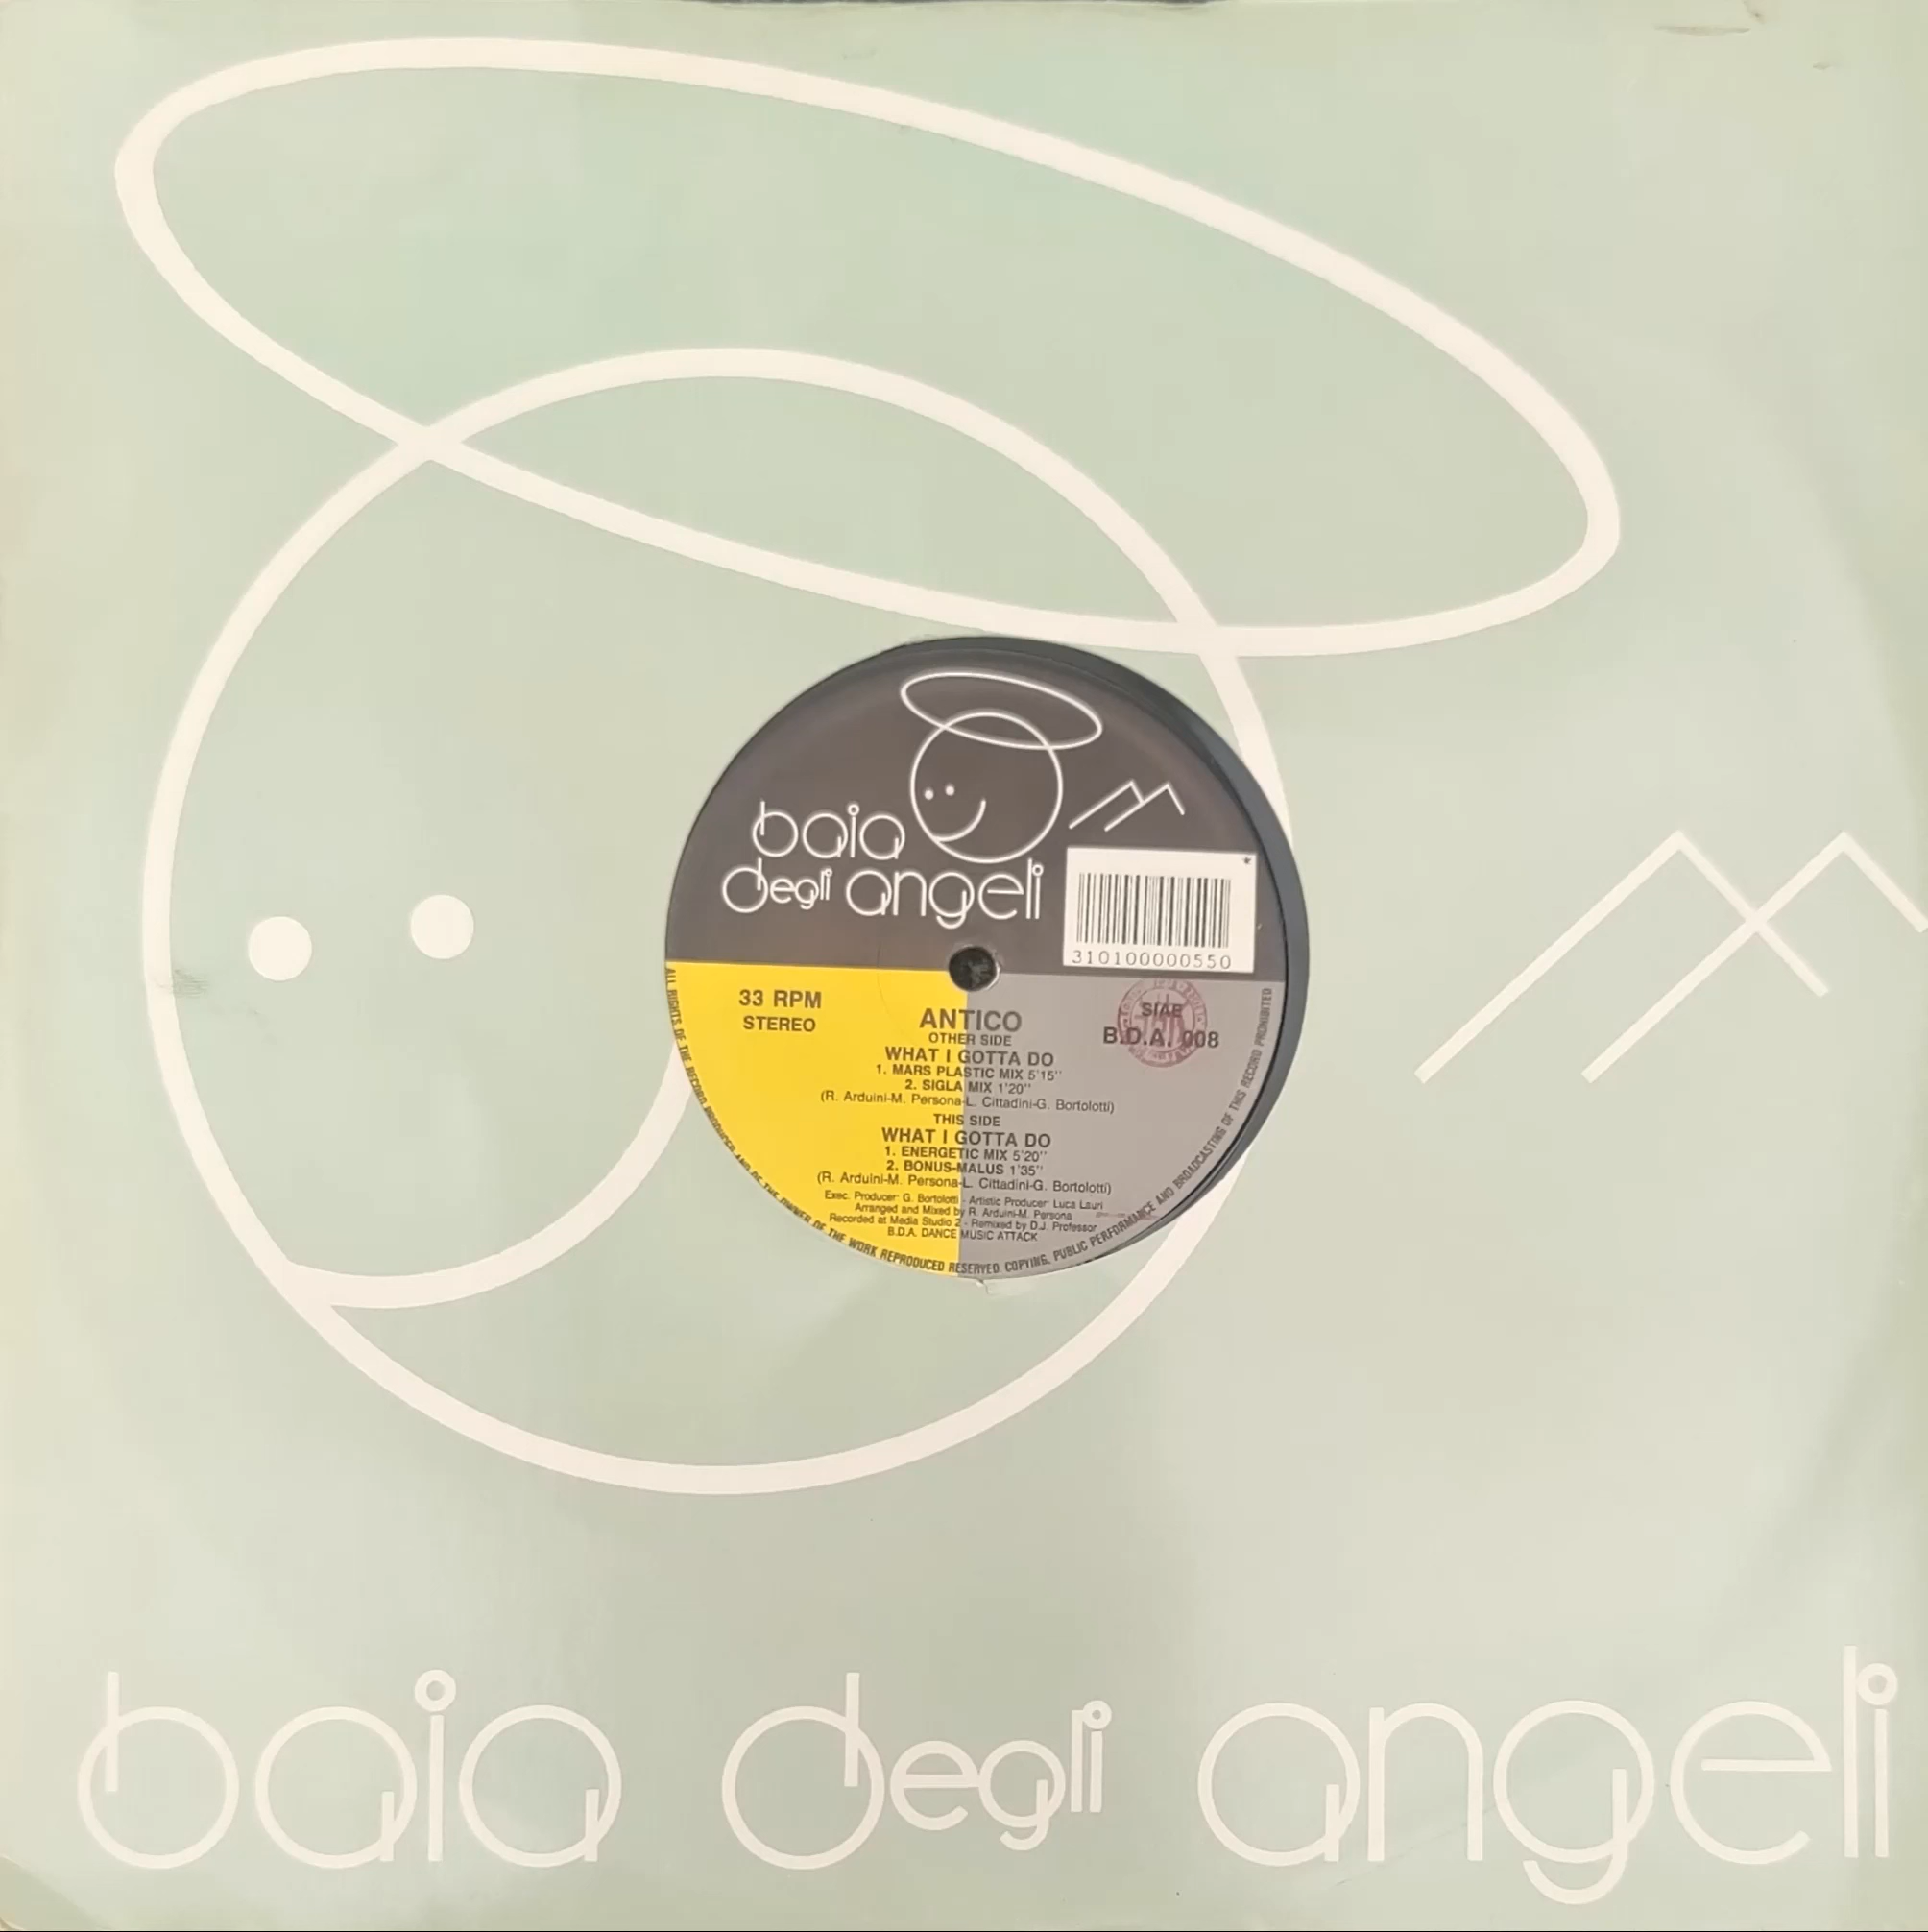 baia
degli angeli
*
310100000550
33 RPM
STEREO
SIAE
B.D.A. 008
ANTICO
OTHER SIDE
WHAT I GOTTA DO
1. MARS PLASTIC MIX 5'15"
2. SIGLA MIX 1'20"
(R. Arduini-M. Persona-L. Cittadini-G. Bortolotti)
THIS SIDE
WHAT I GOTTA DO
1. ENERGETIC MIX 5'20"
2. BONUS-MALUS 1'35"
(R. Arduini-M. Persona-L. Cittadini-G. Bortolotti)
Exec. Producer: G. Bortolotti - Artistic Producer: Luca Lauri
Arranged and Mixed by R. Arduini-M. Persona
Recorded at Media Studio 2 - Remixed by D.J. Professor
B.D.A. DANCE MUSIC ATTACK
ALL RIGHTS OF THE RECORD PRODUCER AND OF THE OWNER OF THE WORK REPRODUCED RESERVED. COPYING, PUBLIC PERFORMANCE AND BROADCASTING OF THIS RECORD PROHIBITED
baia degli angeli